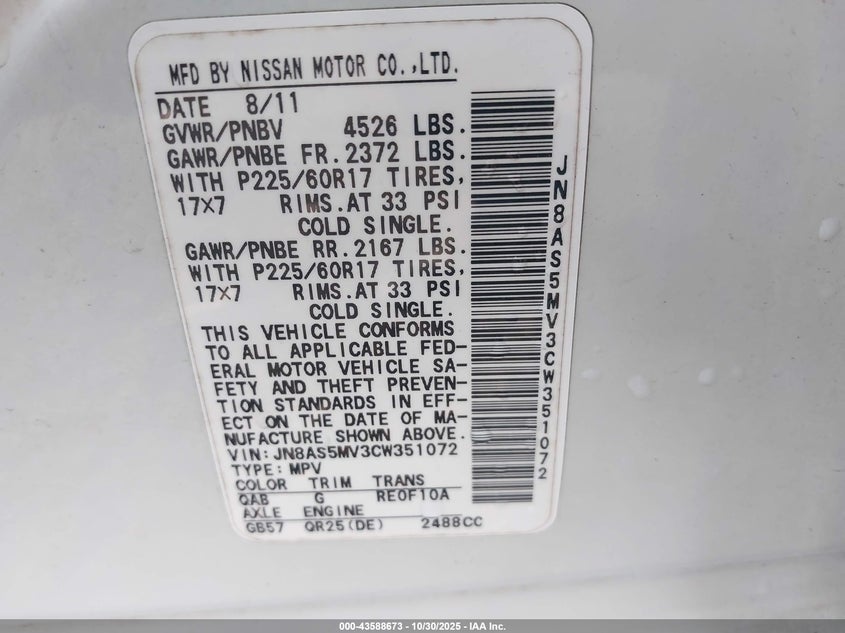 MFD BY NISSAN MOTOR CO.,LTD.
DATE 8/11
GVWR/PNBV 4526 LBS.
GAWR/PNBE FR.2372 LBS.
WITH P225/60R17 TIRES,
17X7 RIMS.AT 33 PSI
COLD SINGLE.
GAWR/PNBE RR.2167 LBS.
WITH P225/60R17 TIRES,
17X7 RIMS.AT 33 PSI
COLD SINGLE.
THIS VEHICLE CONFORMS
TO ALL APPLICABLE FED-
ERAL MOTOR VEHICLE SA-
FETY AND THEFT PREVEN-
TION STANDARDS IN EFF-
ECT ON THE DATE OF MA-
NUFACTURE SHOWN ABOVE.
VIN:JN8AS5MV3CW351072
TYPE:MPV
COLOR TRIM TRANS
QAB G RE0F10A
AXLE ENGINE
GB57 QR25(DE) 2488CC
JN8AS5MV3CW351072
000-43588673 - 10/30/2025 - IAA Inc.